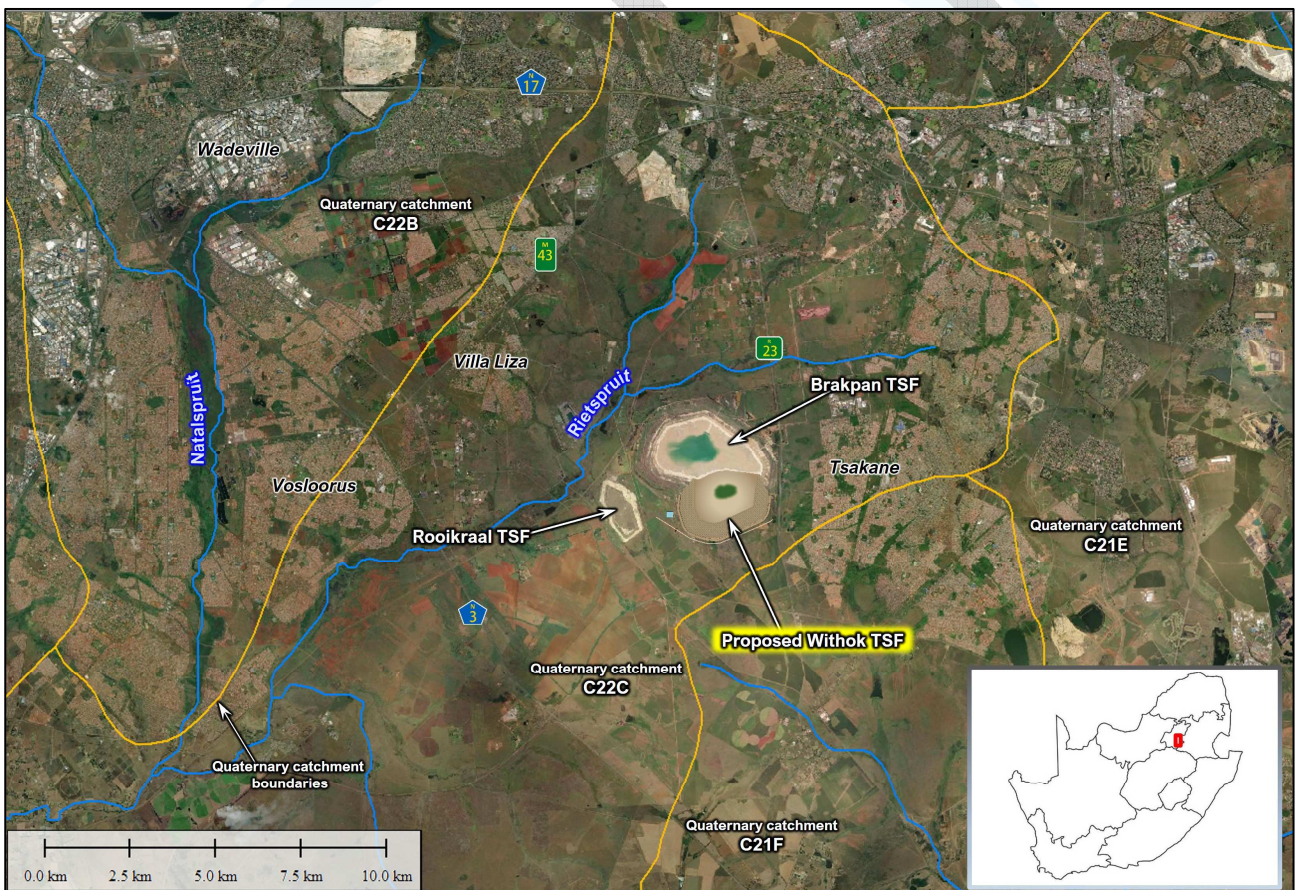 N
17
Wadeville
Quaternary catchment
C22B
M
43
Villa Liza
R
23
Rietspruit
Natalspruit
Brakpan TSF
Tsakane
Vosloorus
Rooikraal TSF
Quaternary catchment
C21E
N
3
Proposed Withok TSF
Quaternary catchment
C22C
Quaternary catchment
boundaries
Quaternary catchment
C21F
0.0 km 2.5 km 5.0 km 7.5 km 10.0 km